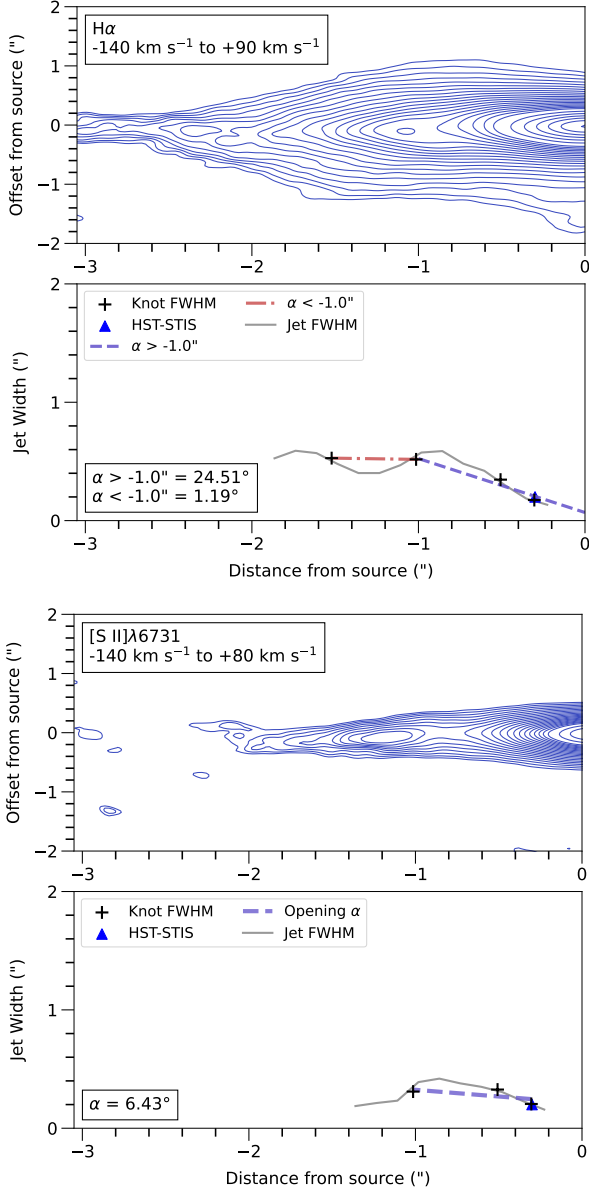 2
1
0
−1
−2
Offset from source (")
Hα
-140 km s⁻¹ to +90 km s⁻¹
−3
−2
−1
0
2
1
0
Jet Width (")
Knot FWHM
HST-STIS
α > -1.0"
α < -1.0"
Jet FWHM
α > -1.0" = 24.51°
α < -1.0" = 1.19°
−3
−2
−1
0
Distance from source (")
2
1
0
−1
−2
Offset from source (")
[S II]λ6731
-140 km s⁻¹ to +80 km s⁻¹
−3
−2
−1
0
2
1
0
Jet Width (")
Knot FWHM
HST-STIS
Opening α
Jet FWHM
α = 6.43°
−3
−2
−1
0
Distance from source (")